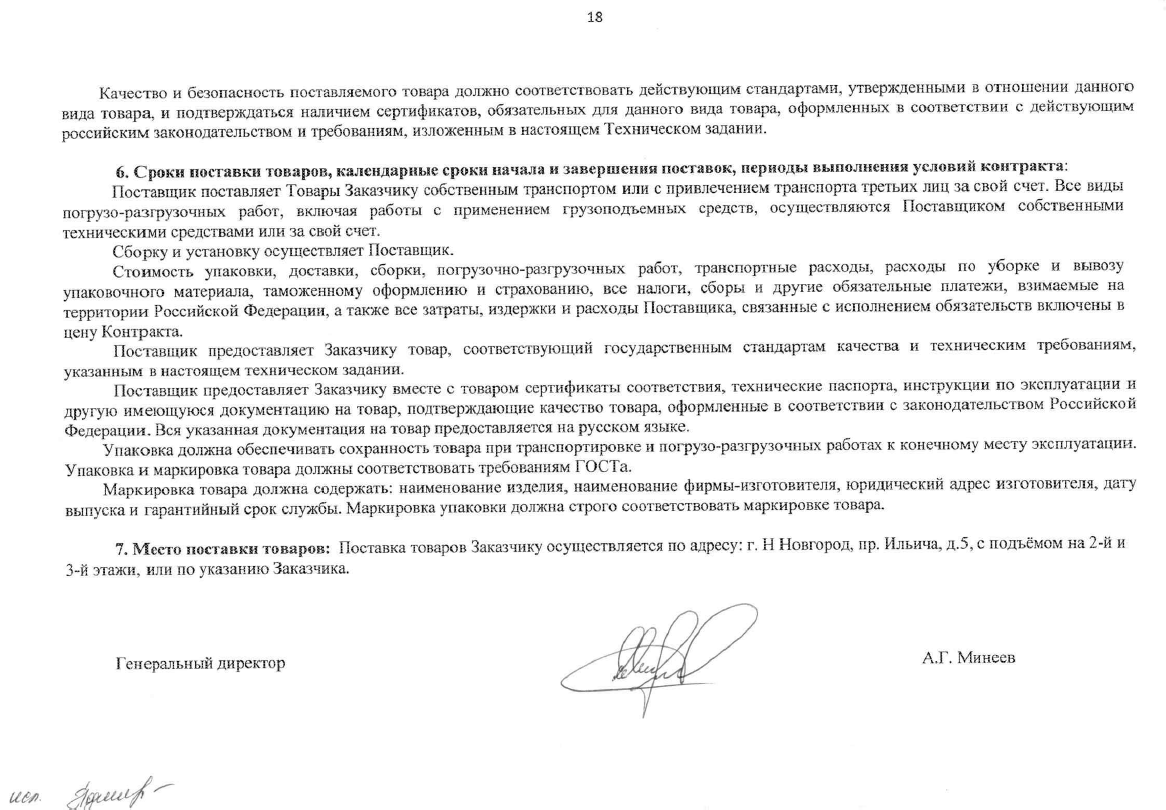 18
Качество и безопасность поставляемого товара должно соответствовать действующим стандартами, утвержденными в отношении данного
вида товара, и подтверждаться наличием сертификатов, обязательных для данного вида товара, оформленных в соответствии с действующим
российским законодательством и требованиям, изложенным в настоящем Техническом задании.
6. Сроки поставки товаров, календарные сроки начала и завершения поставок, периоды выполнения условий контракта:
Поставщик поставляет Товары Заказчику собственным транспортом или с привлечением транспорта третьих лиц за свой счет. Все виды
погрузо-разгрузочных работ, включая работы с применением грузоподъемных средств, осуществляются Поставщиком собственными
техническими средствами или за свой счет.
Сборку и установку осуществляет Поставщик.
Стоимость упаковки, доставки, сборки, погрузочно-разгрузочных работ, транспортные расходы, расходы по уборке и вывозу
упаковочного материала, таможенному оформлению и страхованию, все налоги, сборы и другие обязательные платежи, взимаемые на
территории Российской Федерации, а также все затраты, издержки и расходы Поставщика, связанные с исполнением обязательств включены в
цену Контракта.
Поставщик предоставляет Заказчику товар, соответствующий государственным стандартам качества и техническим требованиям,
указанным в настоящем техническом задании.
Поставщик предоставляет Заказчику вместе с товаром сертификаты соответствия, технические паспорта, инструкции по эксплуатации и
другую имеющуюся документацию на товар, подтверждающие качество товара, оформленные в соответствии с законодательством Российской
Федерации. Вся указанная документация на товар предоставляется на русском языке.
Упаковка должна обеспечивать сохранность товара при транспортировке и погрузо-разгрузочных работах к конечному месту эксплуатации.
Упаковка и маркировка товара должны соответствовать требованиям ГОСТа.
Маркировка товара должна содержать: наименование изделия, наименование фирмы-изготовителя, юридический адрес изготовителя, дату
выпуска и гарантийный срок службы. Маркировка упаковки должна строго соответствовать маркировке товара.
7. Место поставки товаров: Поставка товаров Заказчику осуществляется по адресу: г. Н Новгород, пр. Ильича, д.5, с подъёмом на 2-й и
3-й этажи, или по указанию Заказчика.
Генеральный директор
А.Г. Минеев
исп.